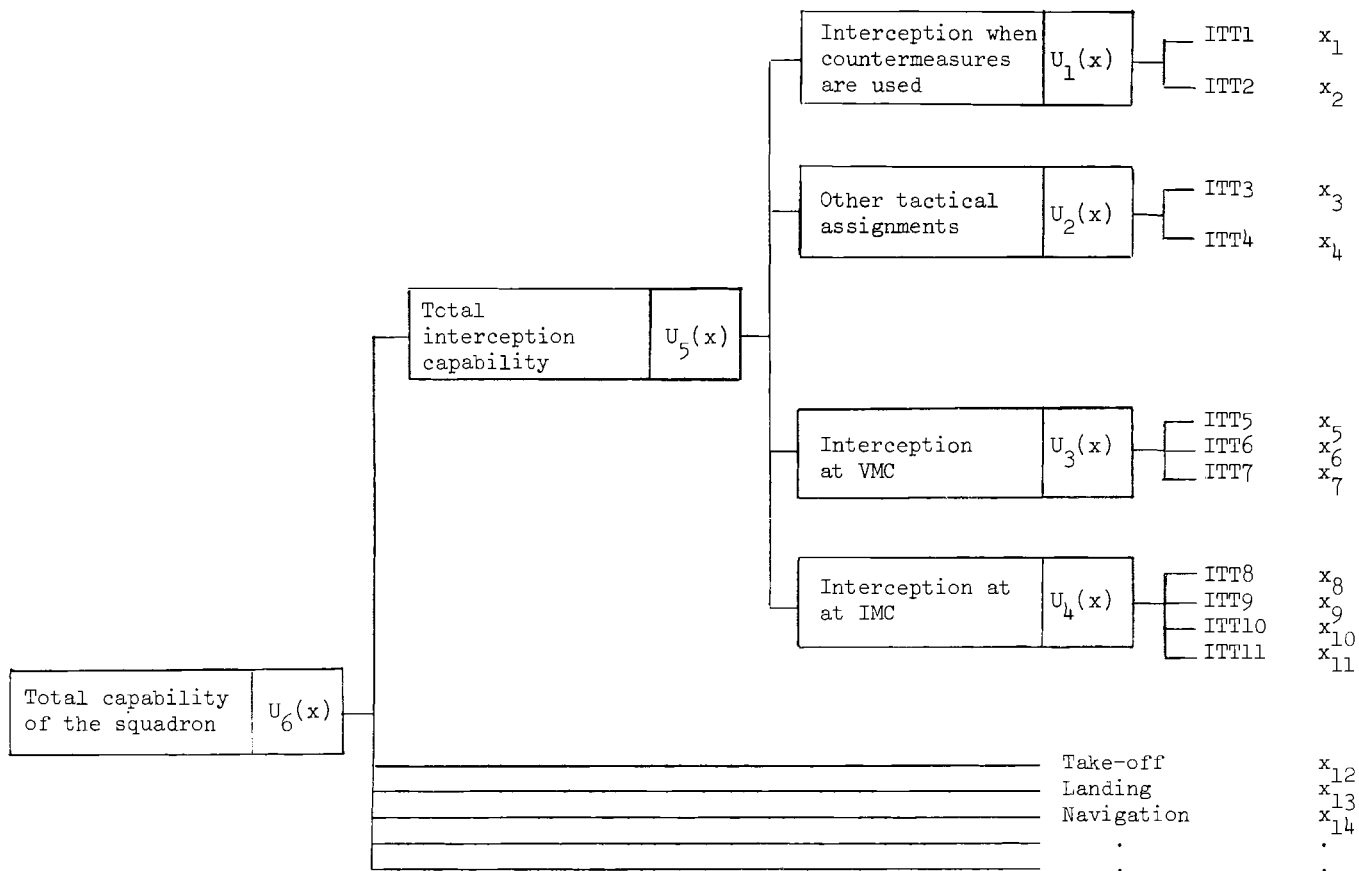 Interception when
countermeasures
are used
U1(x)
ITT1 x1
ITT2 x2
Other tactical
assignments
U2(x)
ITT3 x3
ITT4 x4
Tctal
interception
capability
U5(x)
Interception
at VMC
U3(x)
ITT5 x5
ITT6 x6
ITT7 x7
Interception at
at IMC
U4(x)
ITT8 x8
ITT9 x9
ITT10 x10
ITT11 x11
Total capability
of the squadron
U6(x)
Take-off x12
Landing x13
Navigation x14
. .
. .